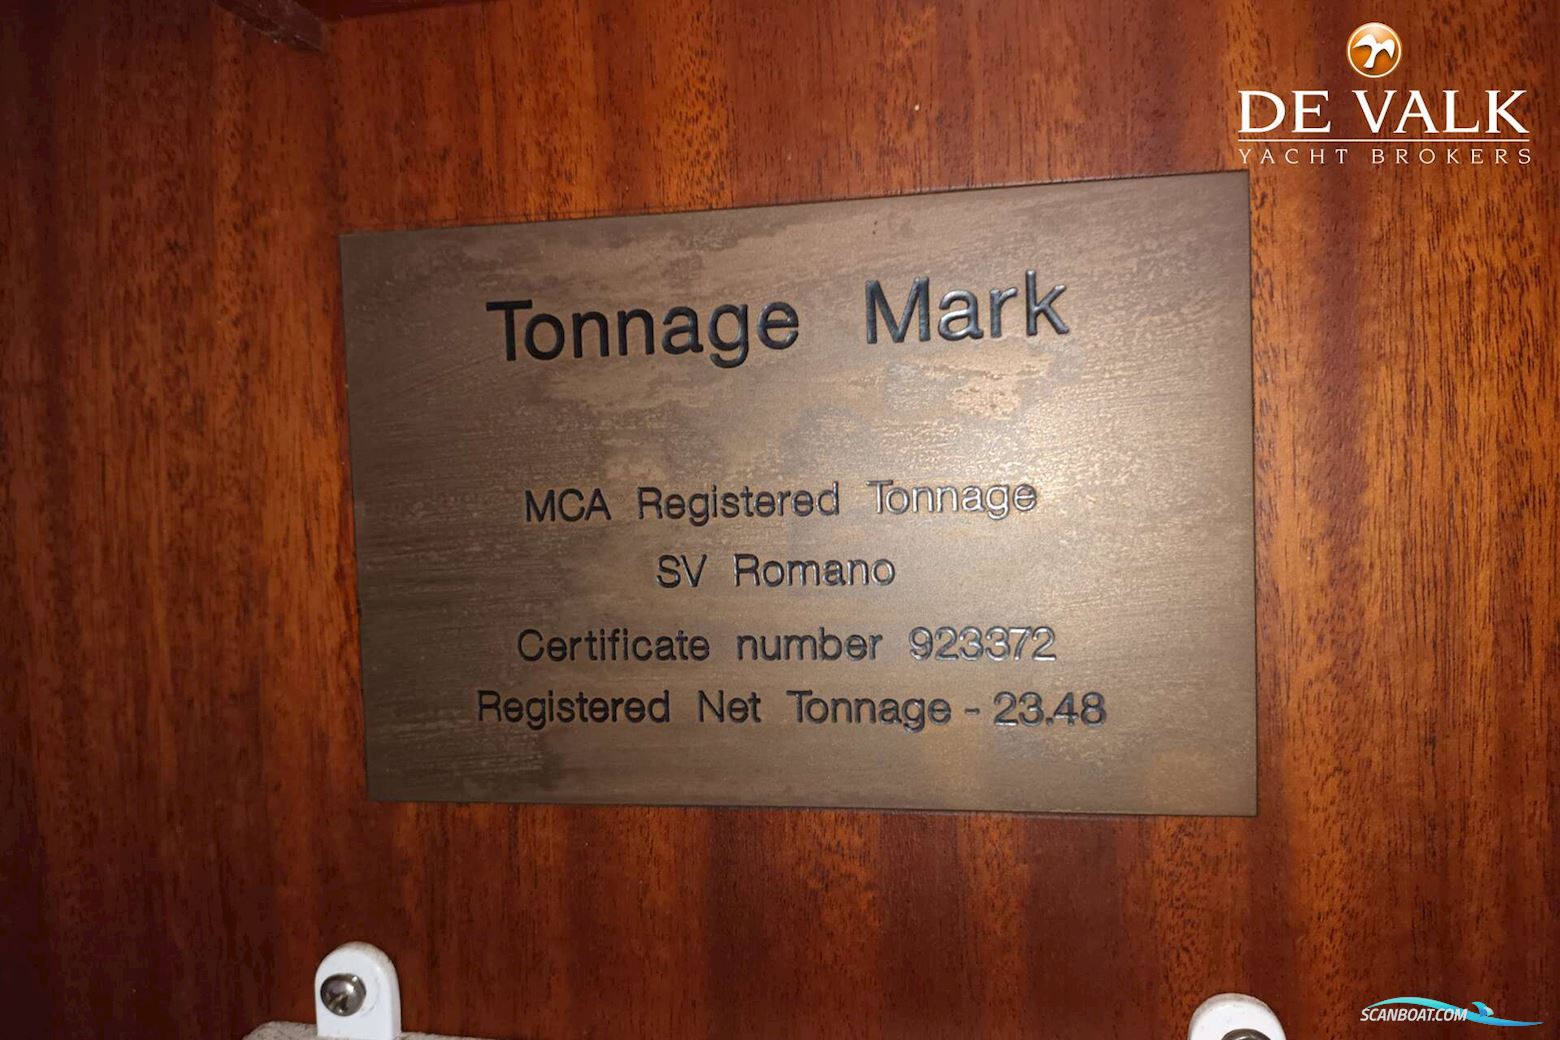 DE VALK
YACHT BROKERS
Tonnage Mark
MCA Registered Tonnage
SV Romano
Certificate number 923372
Registered Net Tonnage - 23.48
SCANBOAT.COM